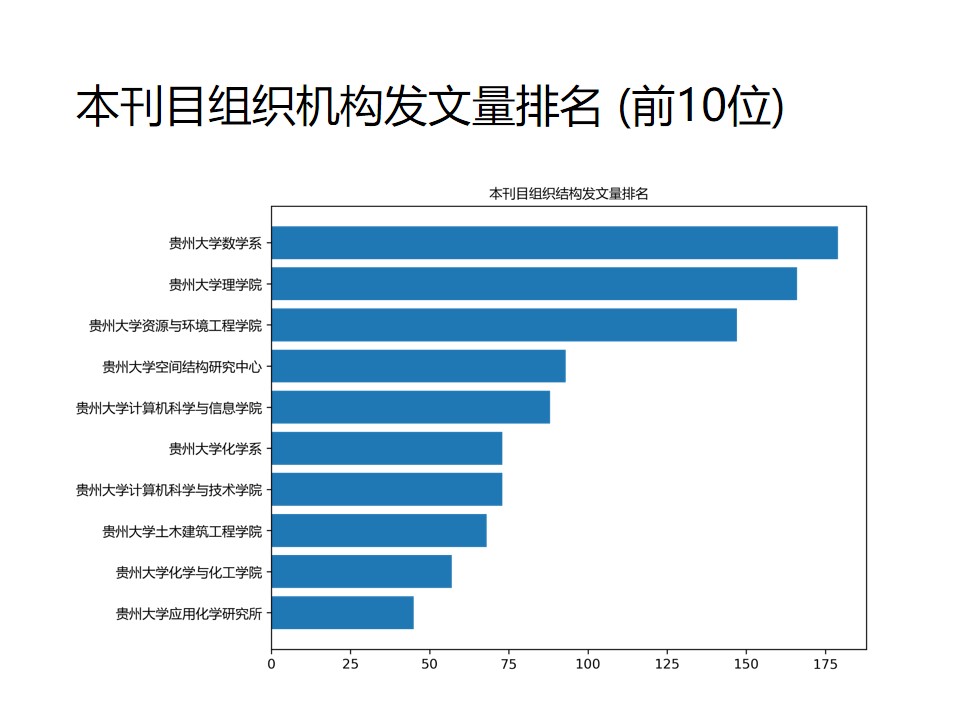 本刊目组织机构发文量排名 (前10位)
本刊目组织结构发文量排名
贵州大学数学系
贵州大学理学院
贵州大学资源与环境工程学院
贵州大学空间结构研究中心
贵州大学计算机科学与信息学院
贵州大学化学系
贵州大学计算机科学与技术学院
贵州大学土木建筑工程学院
贵州大学化学与化工学院
贵州大学应用化学研究所
0 25 50 75 100 125 150 175